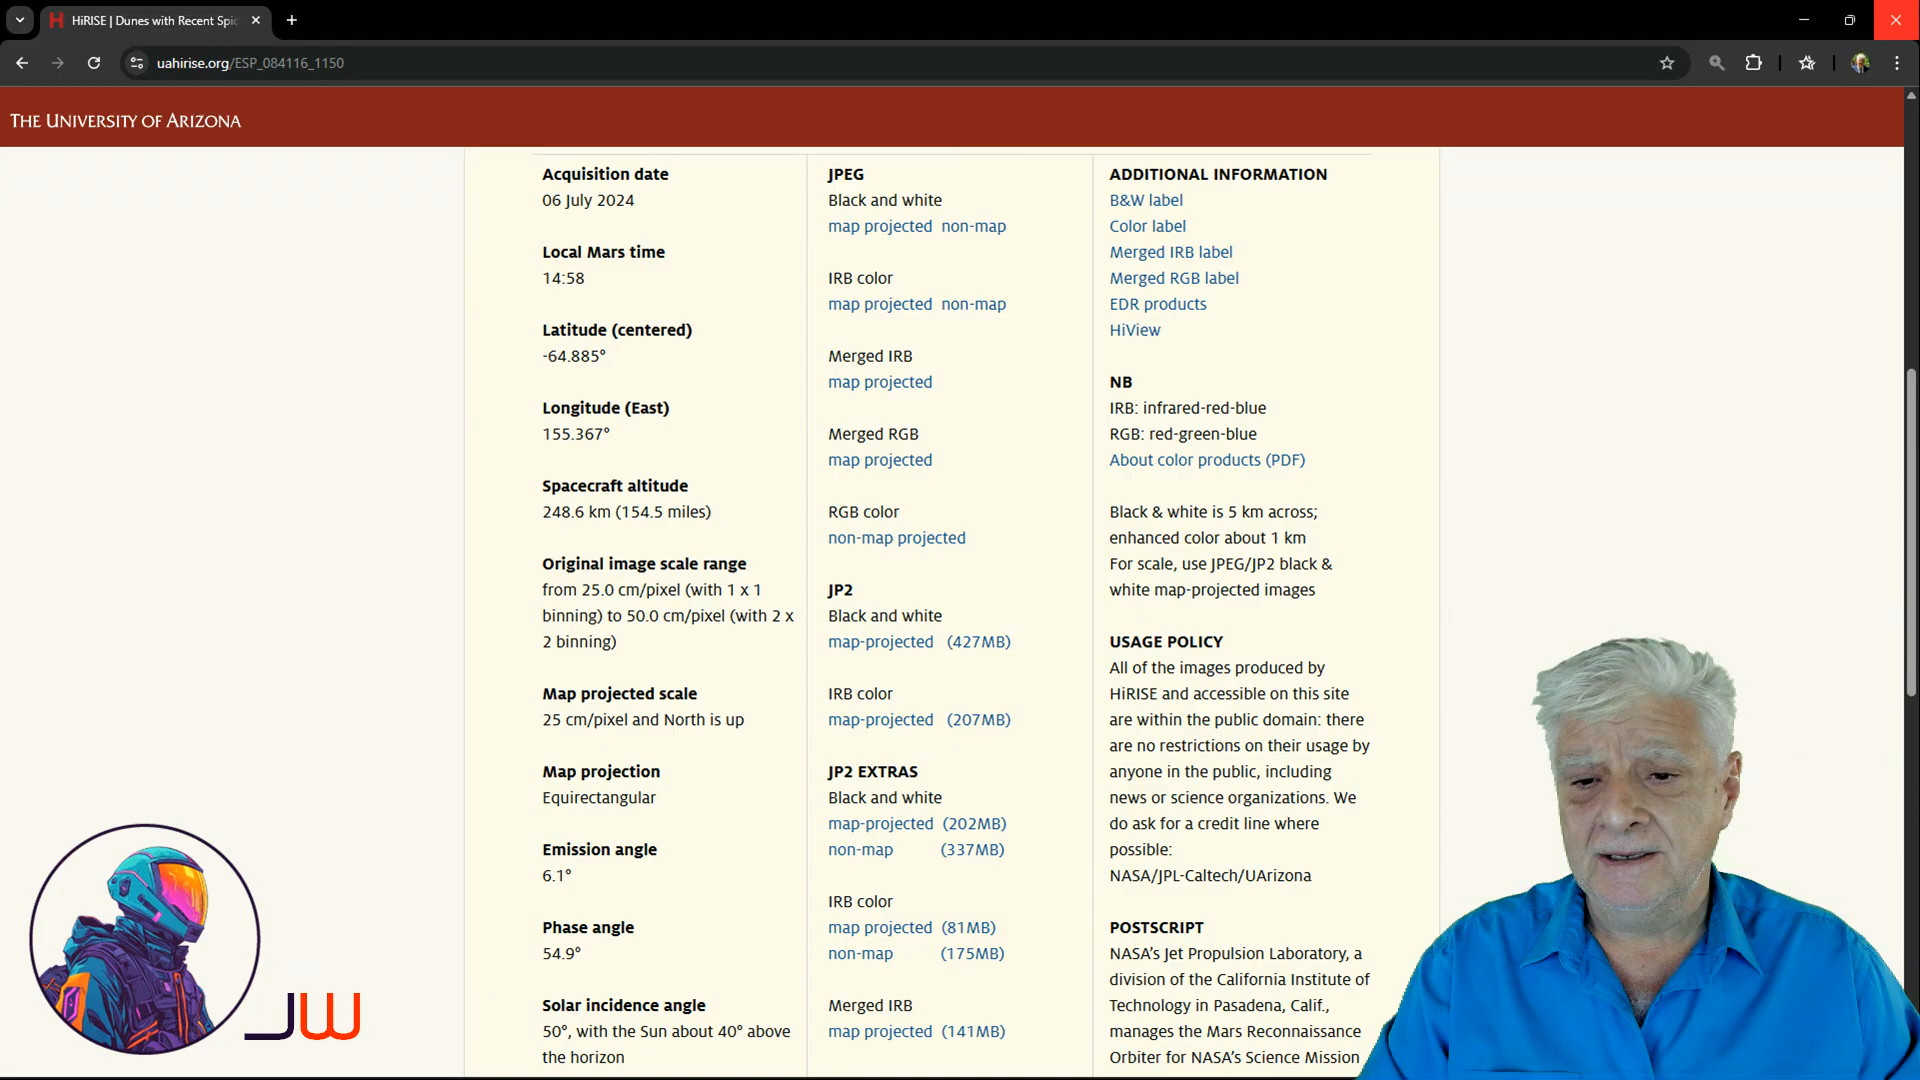 HiRISE | Dunes with Recent Spid
uahirise.org/ESP_084116_1150
THE UNIVERSITY OF ARIZONA
Acquisition date
06 July 2024
Local Mars time
14:58
Latitude (centered)
-64.885°
Longitude (East)
155.367°
Spacecraft altitude
248.6 km (154.5 miles)
Original image scale range
from 25.0 cm/pixel (with 1 x 1
binning) to 50.0 cm/pixel (with 2 x
2 binning)
Map projected scale
25 cm/pixel and North is up
Map projection
Equirectangular
Emission angle
6.1°
Phase angle
54.9°
Solar incidence angle
50°, with the Sun about 40° above
the horizon
JPEG
Black and white
map projected non-map
IRB color
map projected non-map
Merged IRB
map projected
Merged RGB
map projected
RGB color
non-map projected
JP2
Black and white
map-projected (427MB)
IRB color
map-projected (207MB)
JP2 EXTRAS
Black and white
map-projected (202MB)
non-map (337MB)
IRB color
map projected (81MB)
non-map (175MB)
Merged IRB
map projected (141MB)
ADDITIONAL INFORMATION
B&W label
Color label
Merged IRB label
Merged RGB label
EDR products
HiView
NB
IRB: infrared-red-blue
RGB: red-green-blue
About color products (PDF)
Black & white is 5 km across;
enhanced color about 1 km
For scale, use JPEG/JP2 black &
white map-projected images
USAGE POLICY
All of the images produced by
HiRISE and accessible on this site
are within the public domain: there
are no restrictions on their usage by
anyone in the public, including
news or science organizations. We
do ask for a credit line where
possible:
NASA/JPL-Caltech/UArizona
POSTSCRIPT
NASA's Jet Propulsion Laboratory, a
division of the California Institute of
Technology in Pasadena, Calif.,
manages the Mars Reconnaissance
Orbiter for NASA's Science Mission
JW